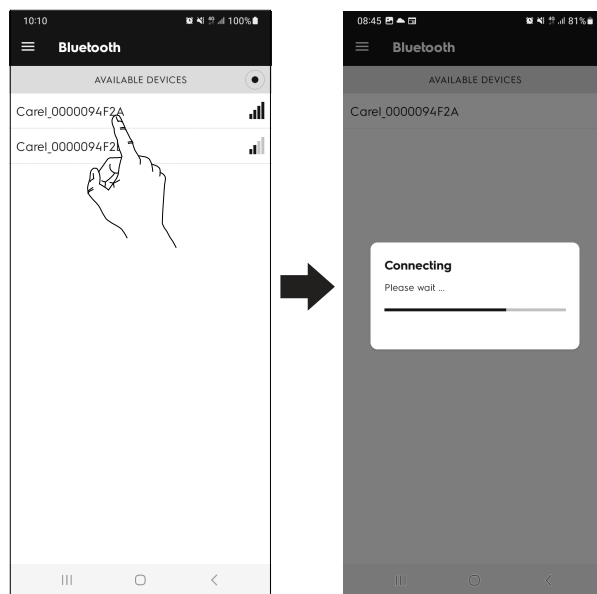 10:10 100%
Bluetooth
AVAILABLE DEVICES
Carel_0000094F2A
Carel_0000094F2
08:45 81%
Bluetooth
AVAILABLE DEVICES
Carel_0000094F2A
Connecting
Please wait ...